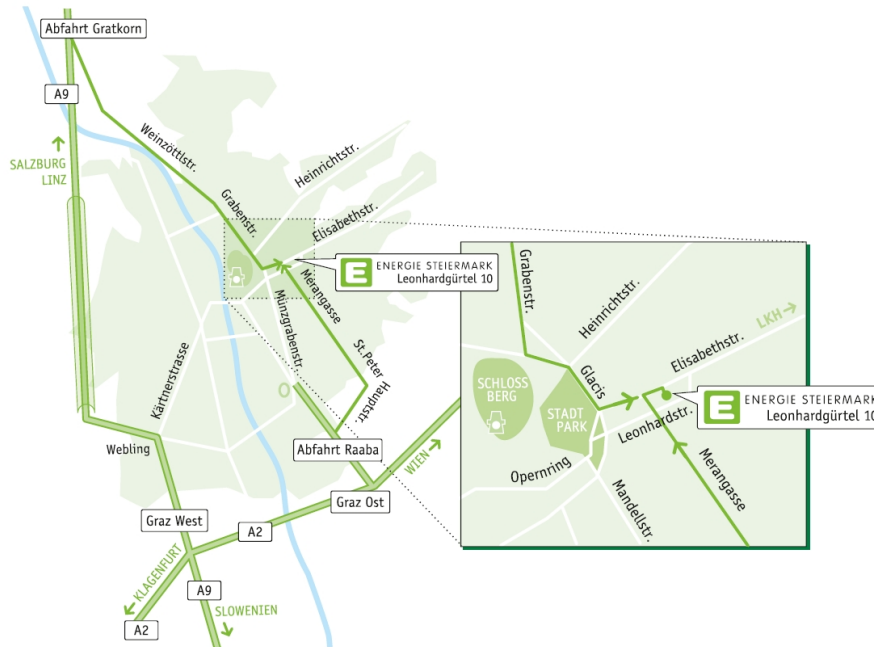 Abfahrt Gratkorn
A9
SALZBURG
LINZ
Weinzöttlstr.
Heinrichtstr.
Grabenstr.
Elisabethstr.
E ENERGIE STEIERMARK
Leonhardgürtel 10
Merangasse
Münzgrabenstr.
St.Peter
Hauptstr.
Kärtnerstrasse
O
Webling
Abfahrt Raaba
WIEN
Graz West
Graz Ost
A2
KLAGENFURT
A9
SLOWENIEN
A2
Grabenstr.
Heinrichtstr.
LKH
Elisabethstr.
Glacis
SCHLOSS
BERG
STADT
PARK
E ENERGIE STEIERMARK
Leonhardgürtel 10
Leonhardstr.
Opernring
Merangasse
Mandellstr.